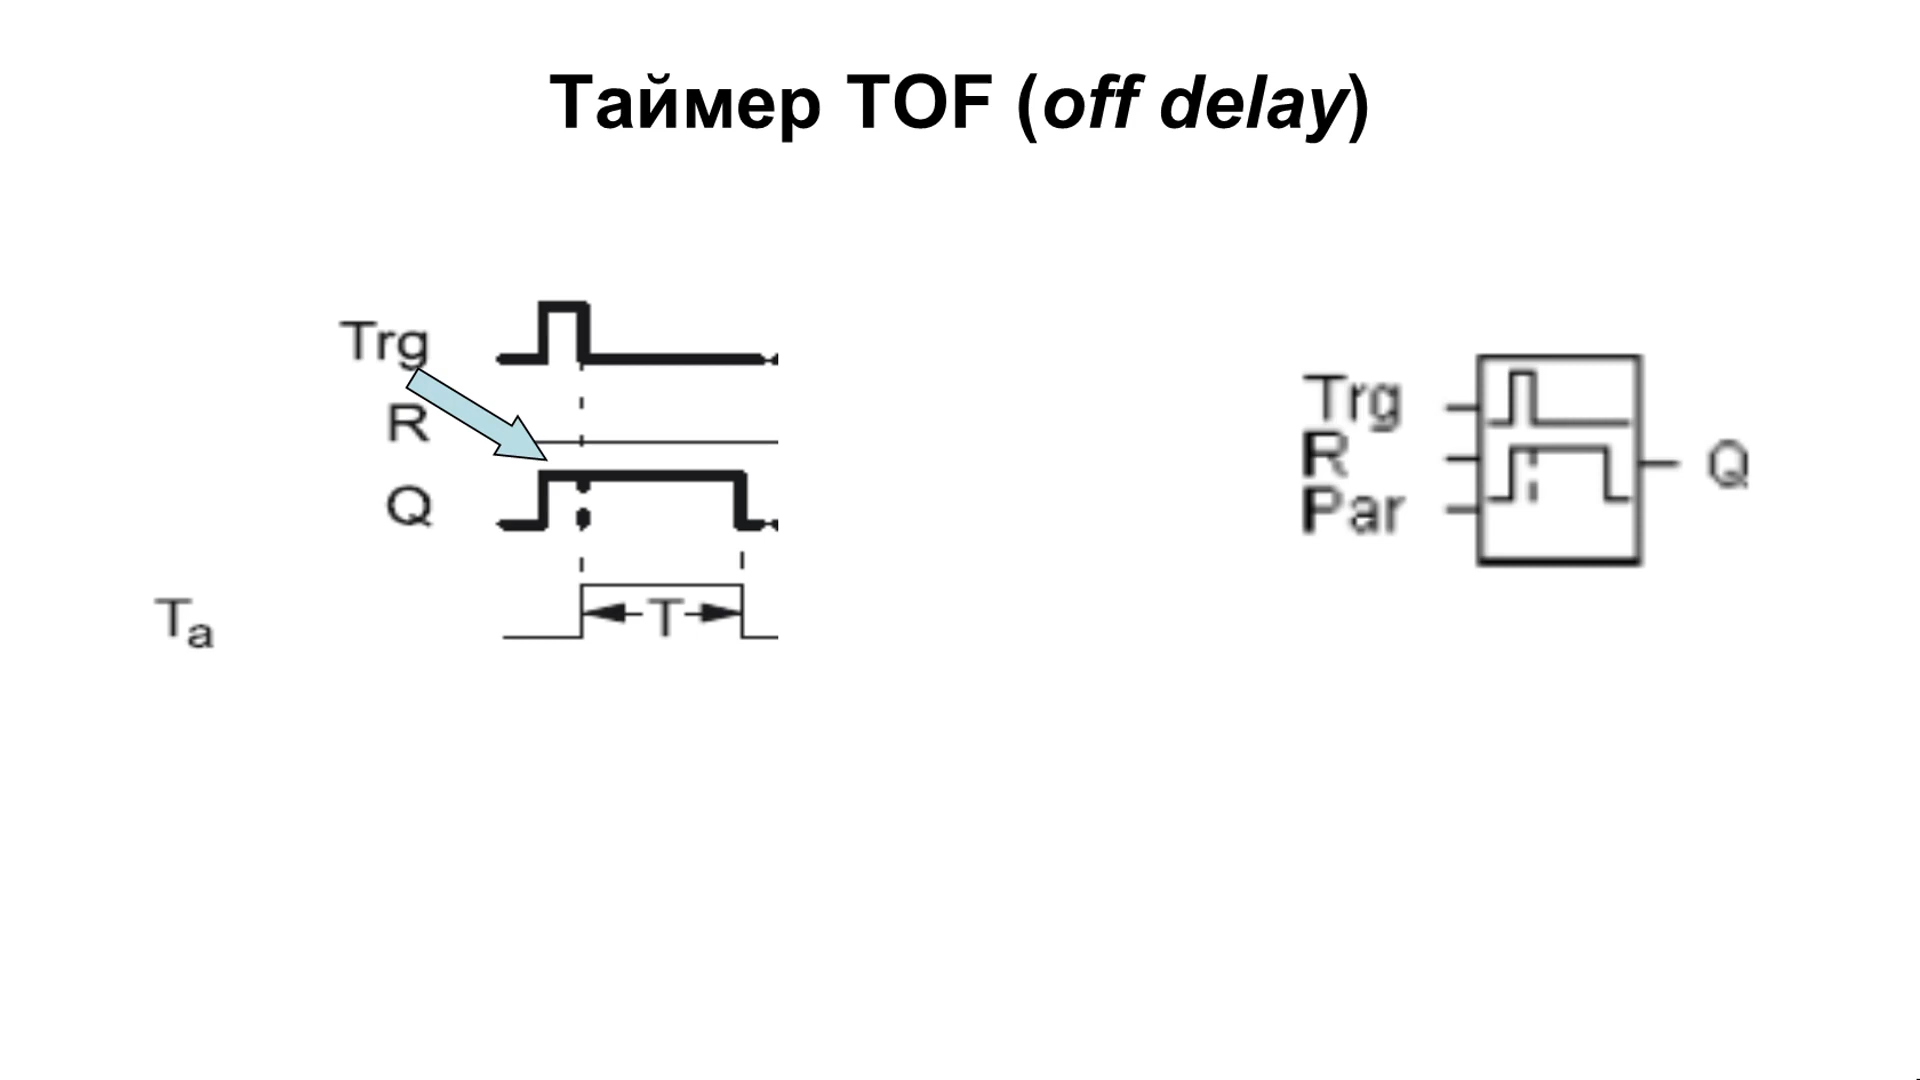 Таймер TOF (off delay)
Trg
R
Q
T
Ta
Trg
R
Par
Q